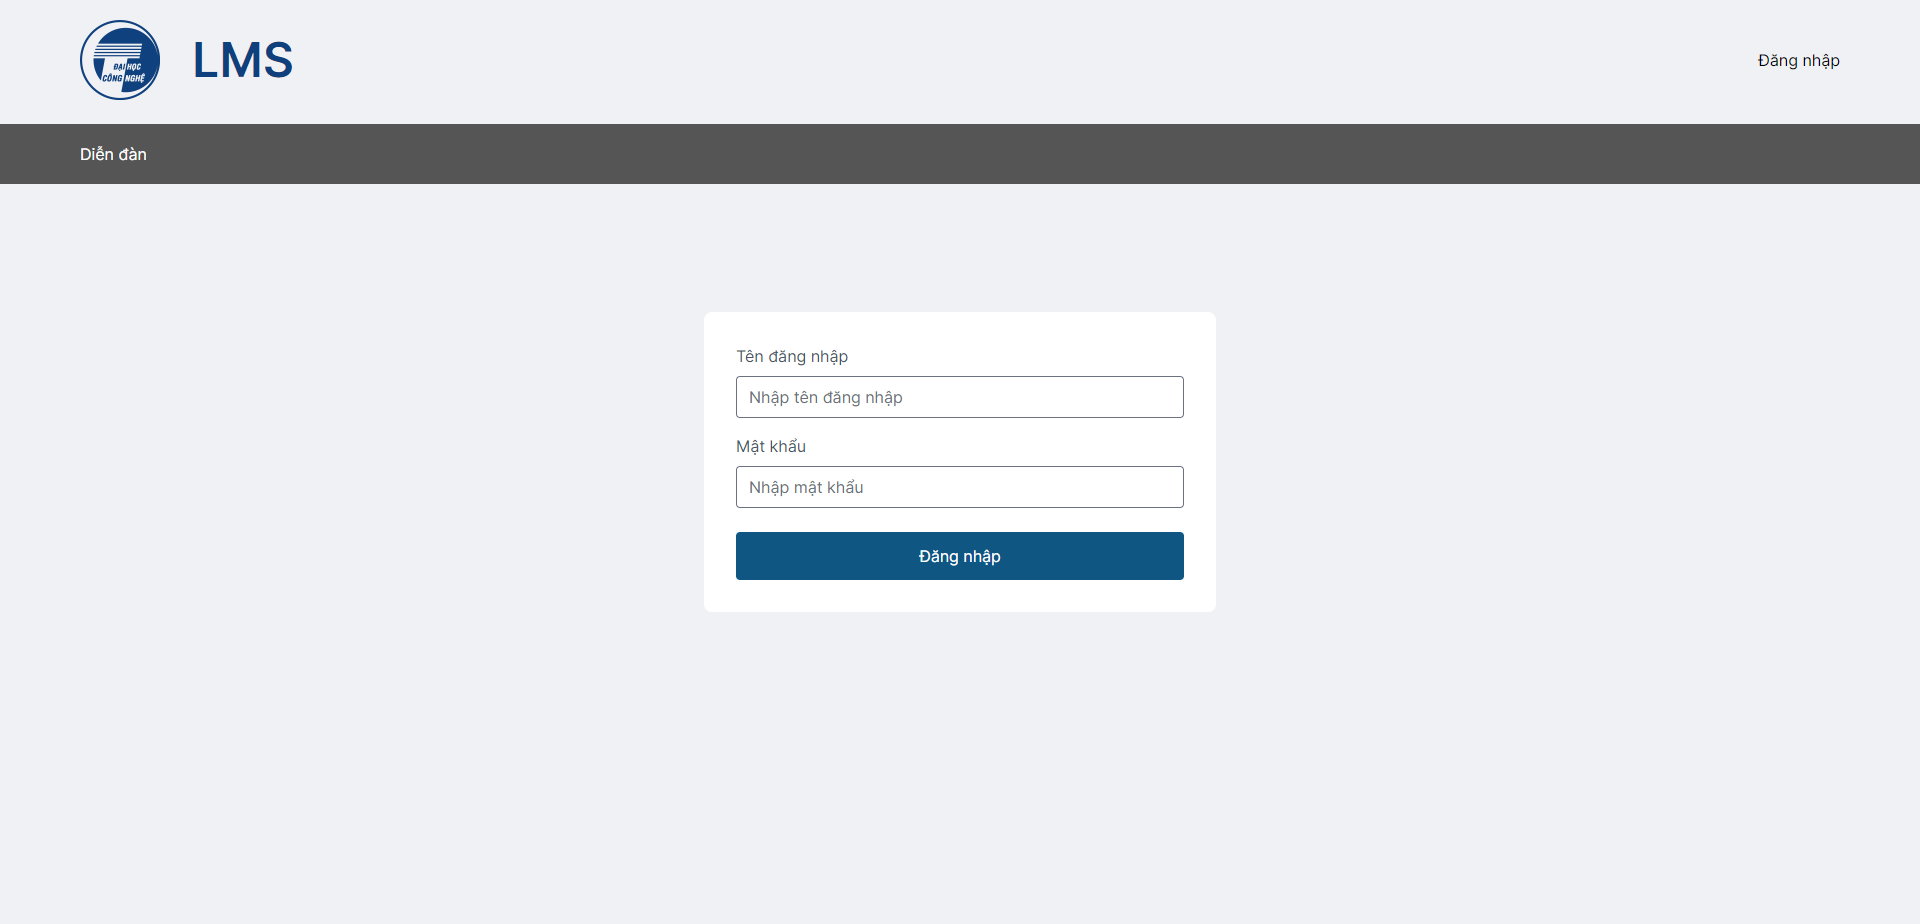 ĐẠI HỌC
CÔNG NGHỆ
LMS
Đăng nhập
Diễn đàn
Tên đăng nhập
Nhập tên đăng nhập
Mật khẩu
Nhập mật khẩu
Đăng nhập